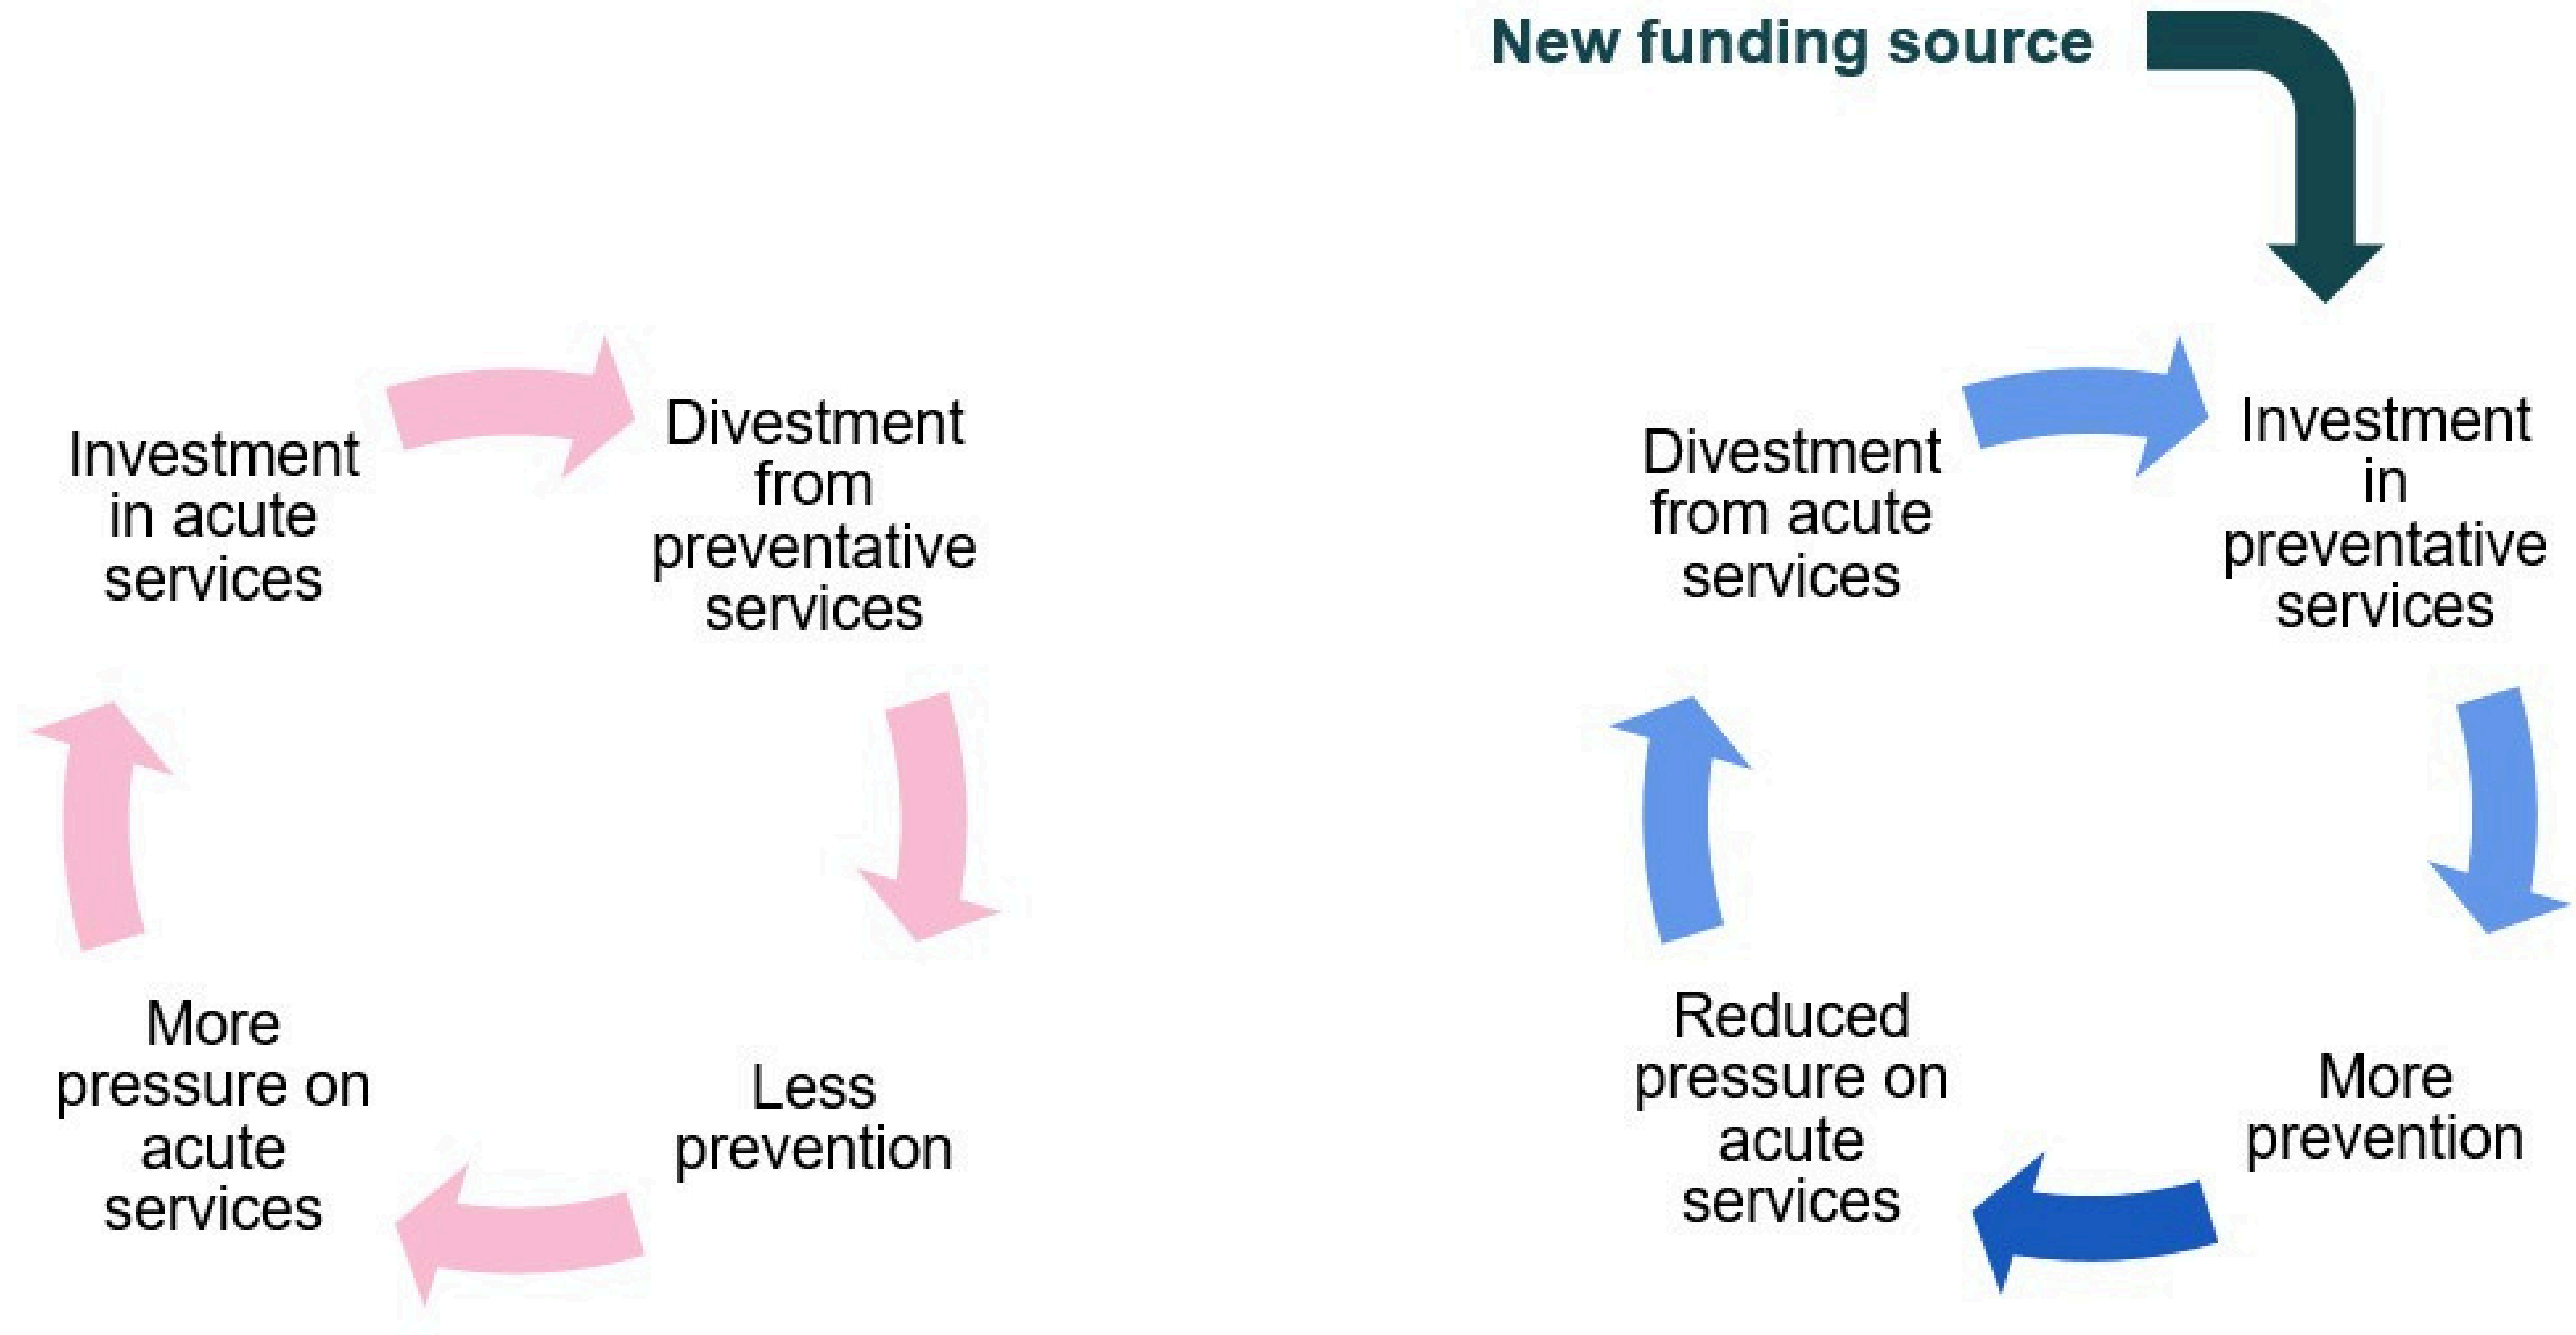 New funding source
Investment
in acute
services
Divestment
from
preventative
services
Less
prevention
More
pressure on
acute
services
Divestment
from acute
services
Investment
in
preventative
services
More
prevention
Reduced
pressure on
acute
services